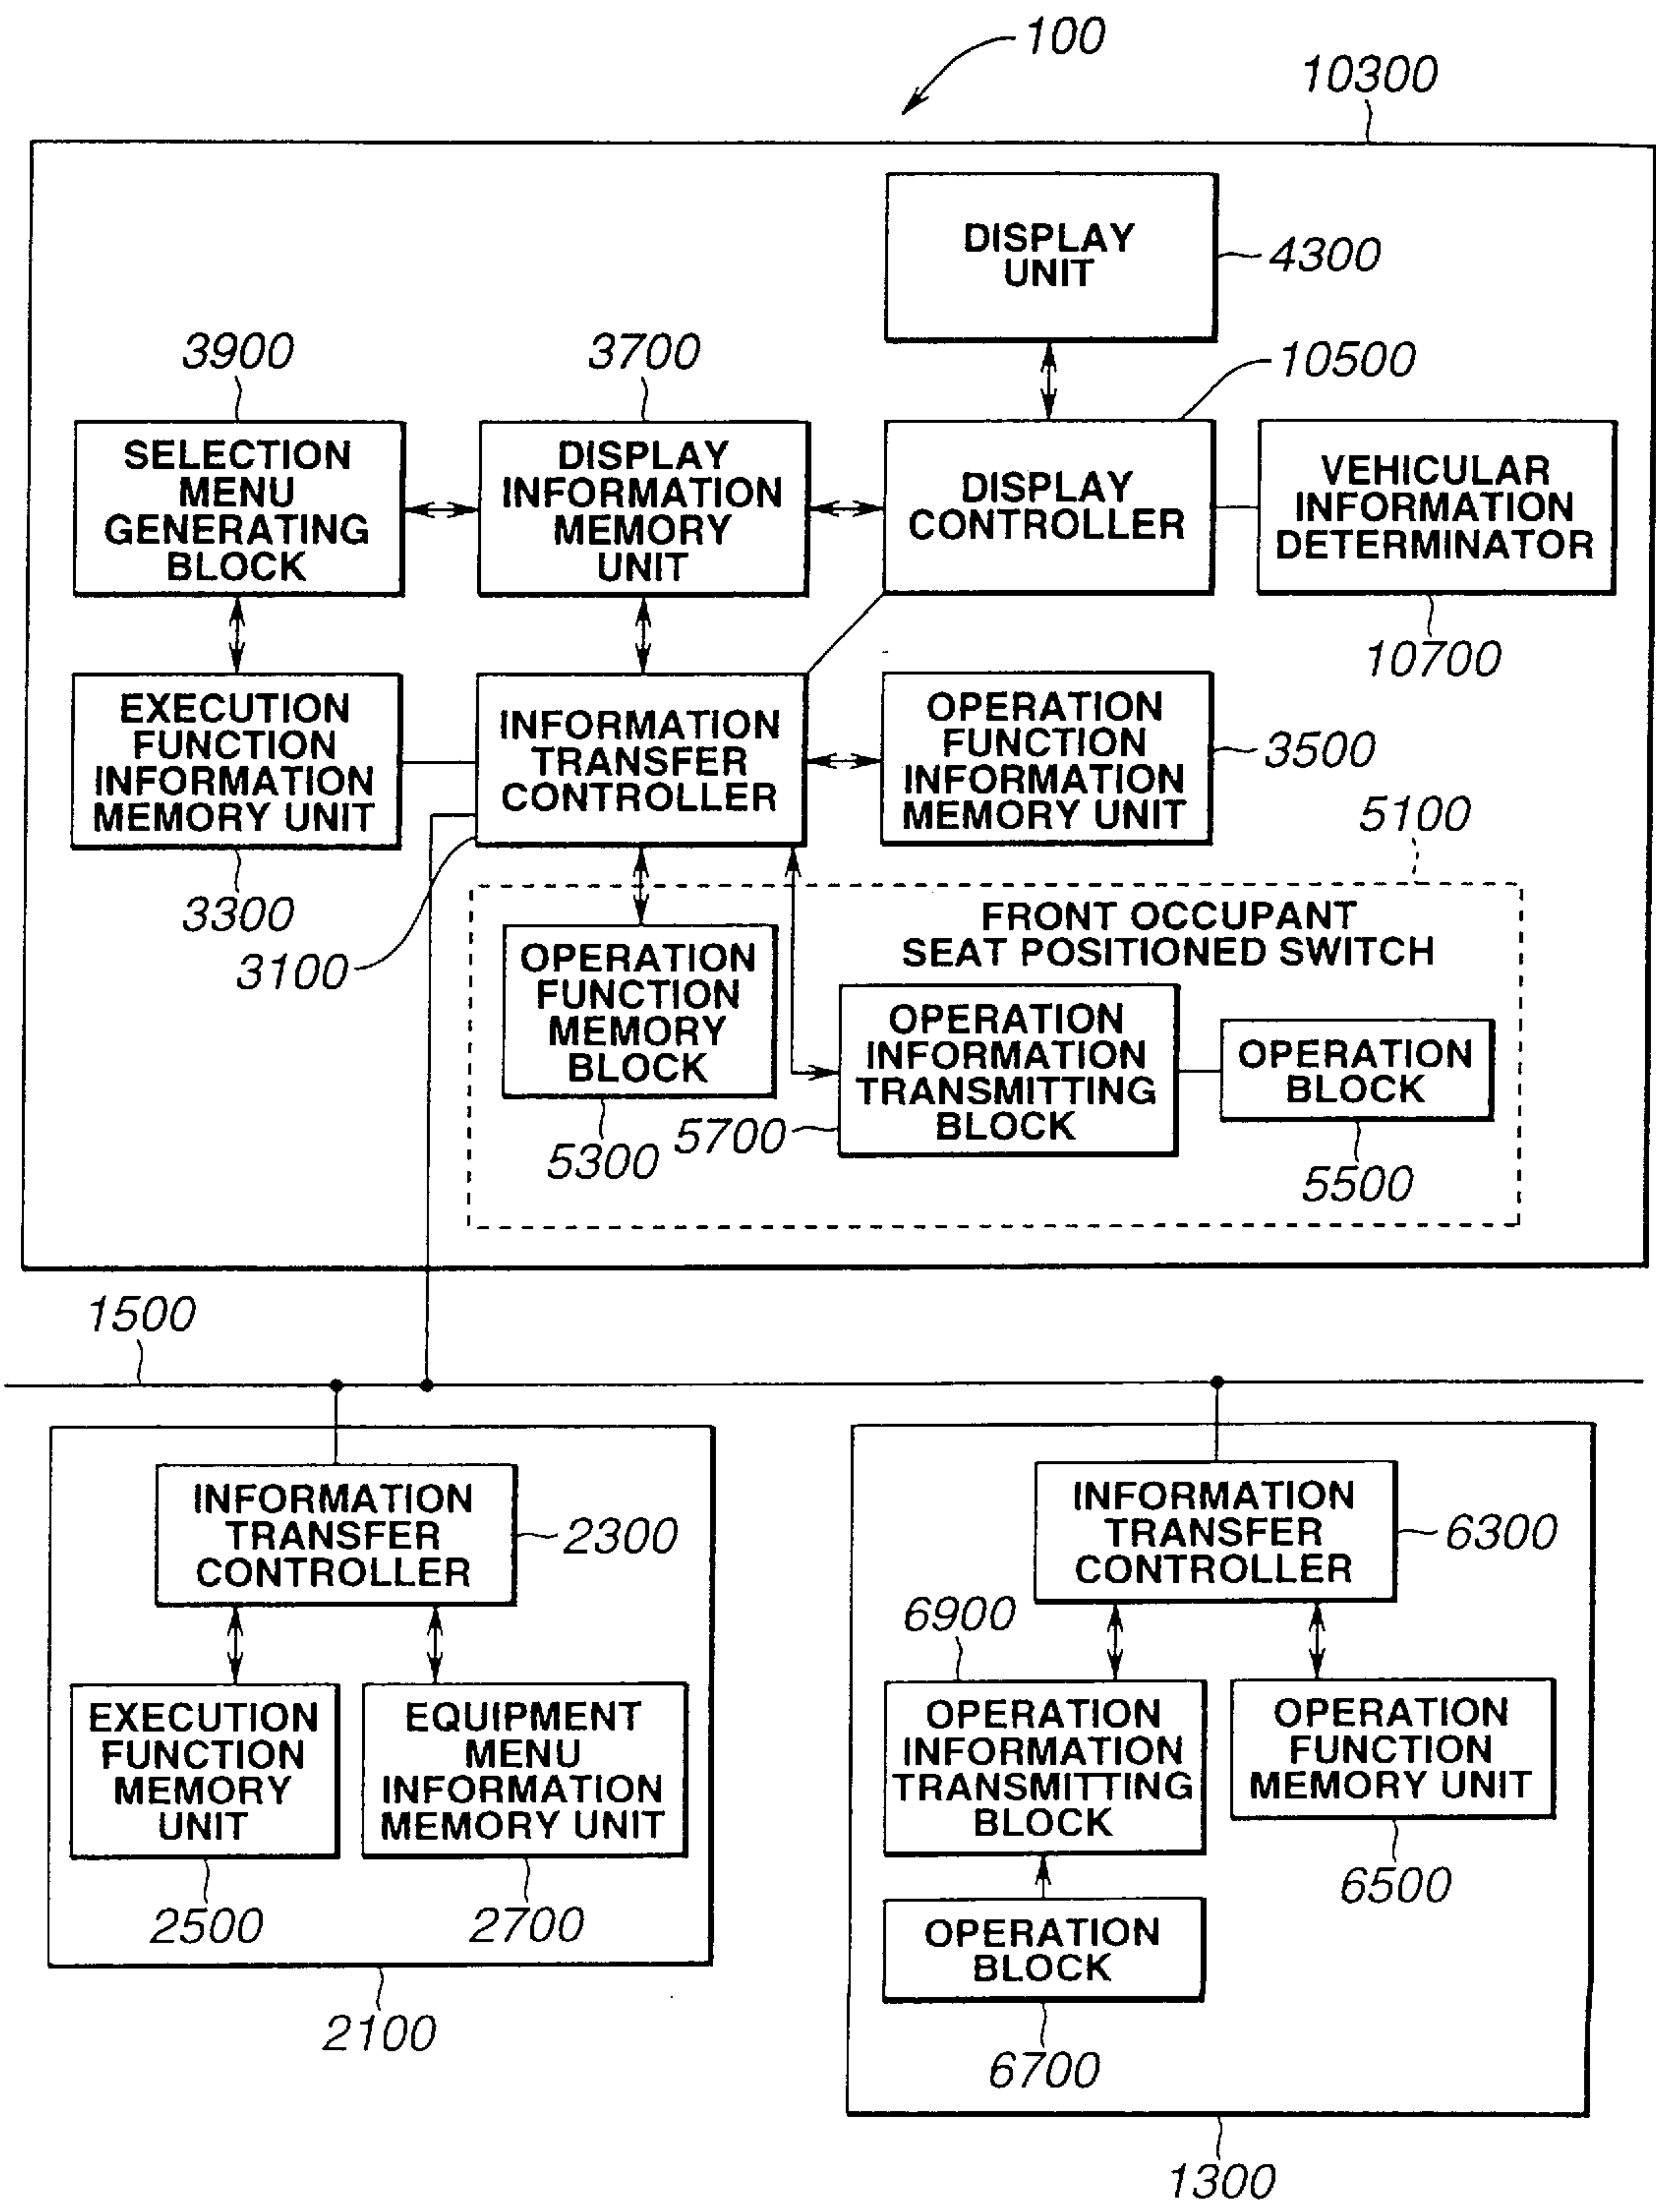 100
10300
DISPLAY
UNIT
4300
3900
3700
10500
SELECTION
MENU
GENERATING
BLOCK
DISPLAY
INFORMATION
MEMORY
UNIT
DISPLAY
CONTROLLER
VEHICULAR
INFORMATION
DETERMINATOR
10700
EXECUTION
FUNCTION
INFORMATION
MEMORY UNIT
INFORMATION
TRANSFER
CONTROLLER
OPERATION
FUNCTION
INFORMATION
MEMORY UNIT
3500
5100
3300
3100
FRONT OCCUPANT
SEAT POSITIONED SWITCH
OPERATION
FUNCTION
MEMORY
BLOCK
OPERATION
INFORMATION
TRANSMITTING
BLOCK
OPERATION
BLOCK
5300
5700
5500
1500
INFORMATION
TRANSFER
CONTROLLER
2300
EXECUTION
FUNCTION
MEMORY
UNIT
EQUIPMENT
MENU
INFORMATION
MEMORY UNIT
2500
2700
2100
INFORMATION
TRANSFER
CONTROLLER
6300
6900
OPERATION
INFORMATION
TRANSMITTING
BLOCK
OPERATION
FUNCTION
MEMORY UNIT
6500
OPERATION
BLOCK
6700
1300